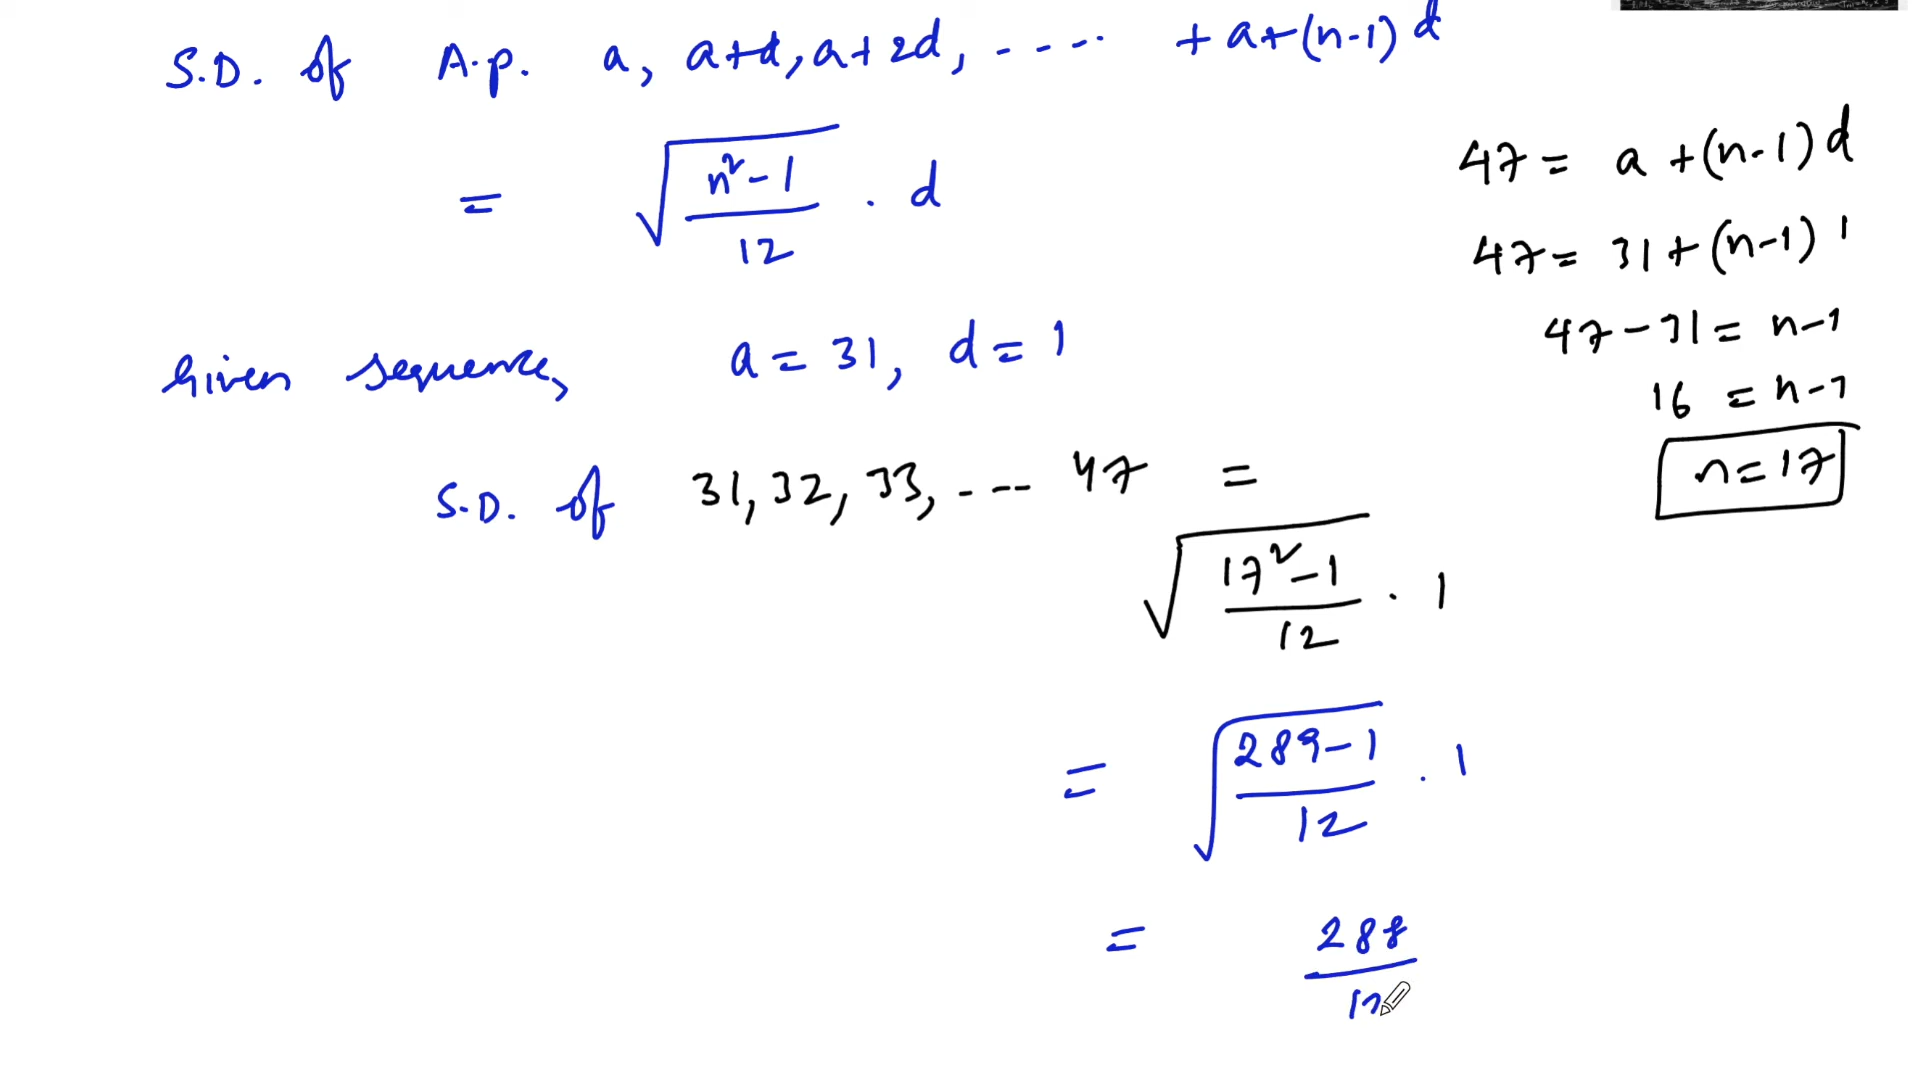 S.D. of A.p. a, a+d, a+2d, ---- + a+(n-1)d
= √((n²-1)/12) . d
47 = a +(n-1)d
47 = 31+(n-1) 1
47-31 = n-1
16 = n-1
n=17
Given sequence, a = 31, d = 1
S.D. of 31, 32, 33, ---- 47 =
√((17²-1)/12) . 1
= √((289-1)/12) . 1
= 288/12